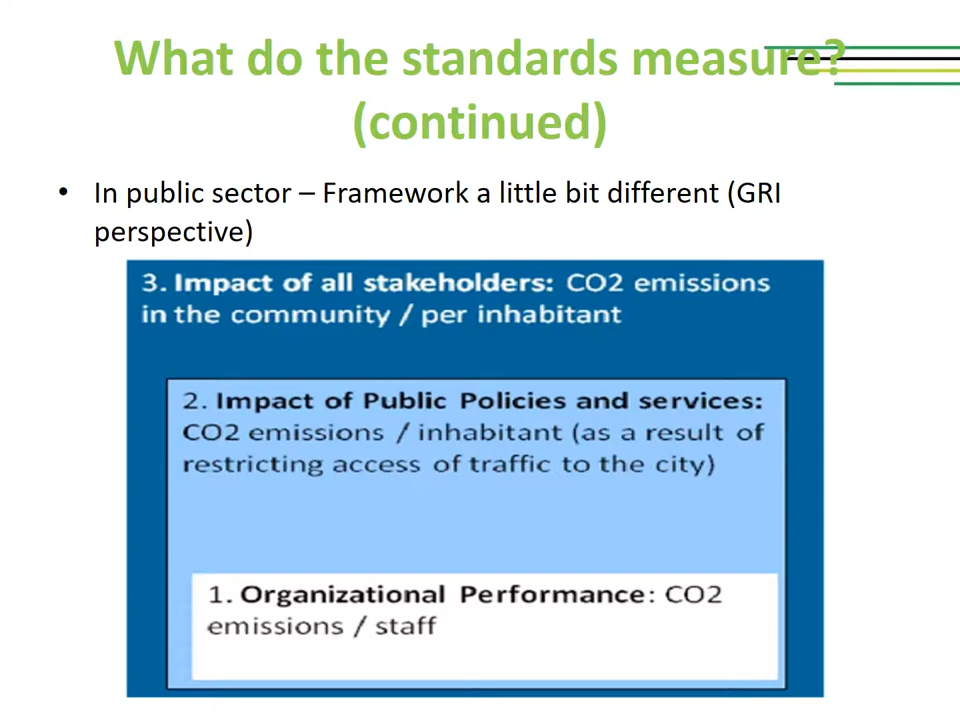 What do the standards measure?
(continued)
• In public sector – Framework a little bit different (GRI
perspective)
3. Impact of all stakeholders: CO2 emissions
in the community / per inhabitant
2. Impact of Public Policies and services:
CO2 emissions / inhabitant (as a result of
restricting access of traffic to the city)
1. Organizational Performance: CO2
emissions / staff